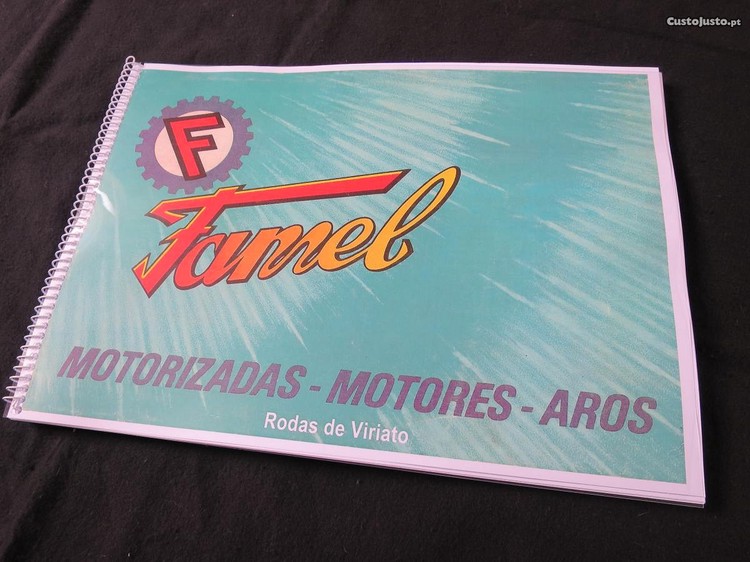 CustoJusto.pt
F
Famel
MOTORIZADAS - MOTORES - AROS
Rodas de Viriato